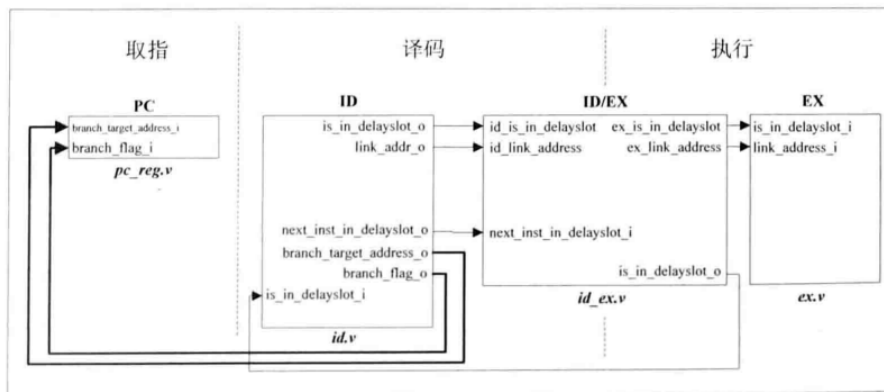 取指
译码
执行
PC
branch_target_address_i
branch_flag_i
pc_reg.v
ID
is_in_delayslot_o
link_addr_o
next_inst_in_delayslot_o
branch_target_address_o
branch_flag_o
is_in_delayslot_i
id.v
ID/EX
id_is_in_delayslot ex_is_in_delayslot
id_link_address ex_link_address
next_inst_in_delayslot_i
is_in_delayslot_o
id_ex.v
EX
is_in_delayslot_i
link_address_i
ex.v